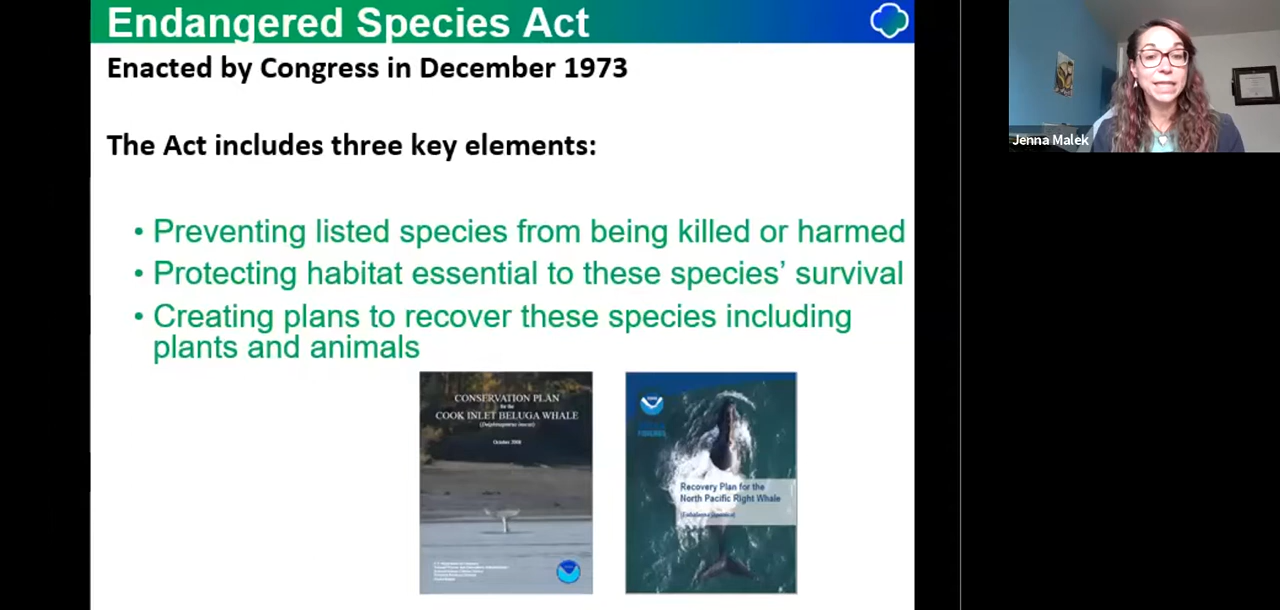 Endangered Species Act
Enacted by Congress in December 1973
The Act includes three key elements:
• Preventing listed species from being killed or harmed
• Protecting habitat essential to these species' survival
• Creating plans to recover these species including
plants and animals
CONSERVATION PLAN
for the
COOK INLET BELUGA WHALE
October 2008
Recovery Plan for the
North Pacific Right Whale
Jenna Malek